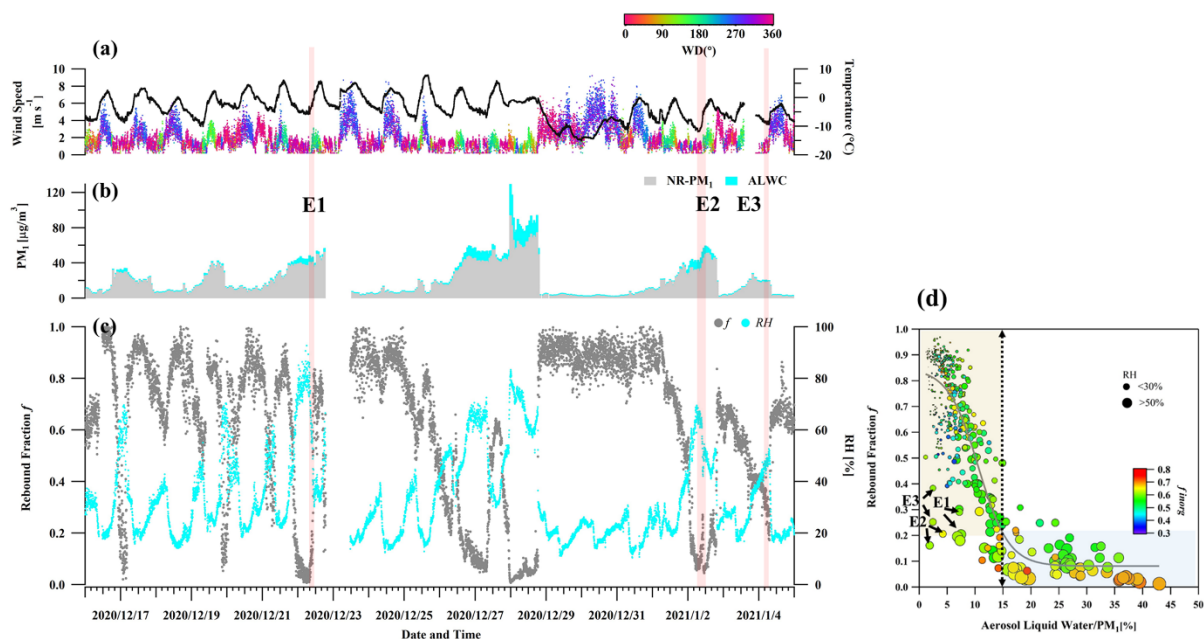 0 90 180 270 360
WD(°)
(a)
10
8
6
4
2
0
Wind Speed
[m s⁻¹]
10
0
-10
-20
Temperature (°C)
(b)
NR-PM₁ ALWC
120
80
40
0
PM₁ [µg/m³]
E1
E2
E3
(c)
f RH
1.0
0.8
0.6
0.4
0.2
0.0
Rebound Fraction f
100
80
60
40
20
0
RH [%]
2020/12/17 2020/12/19 2020/12/21 2020/12/23 2020/12/25 2020/12/27 2020/12/29 2020/12/31 2021/1/2 2021/1/4
Date and Time
(d)
1.0
0.9
0.8
0.7
0.6
0.5
0.4
0.3
0.2
0.1
0.0
Rebound Fraction f
RH
<30%
>50%
0.8
0.7
0.6
0.5
0.4
0.3
f inorg
E3
E1
E2
0 5 10 15 20 25 30 35 40 45 50
Aerosol Liquid Water/PM₁[%]